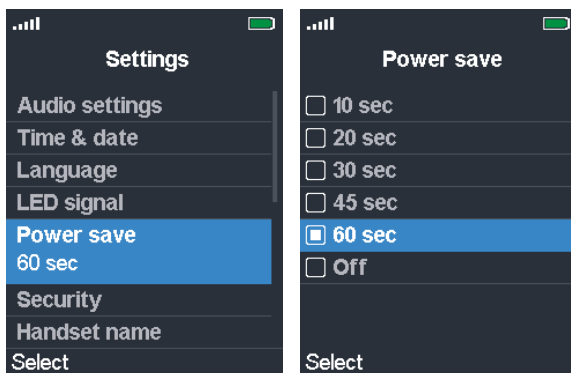 Settings
Audio settings
Time & date
Language
LED signal
Power save
60 sec
Security
Handset name
Select
Power save
10 sec
20 sec
30 sec
45 sec
60 sec
Off
Select